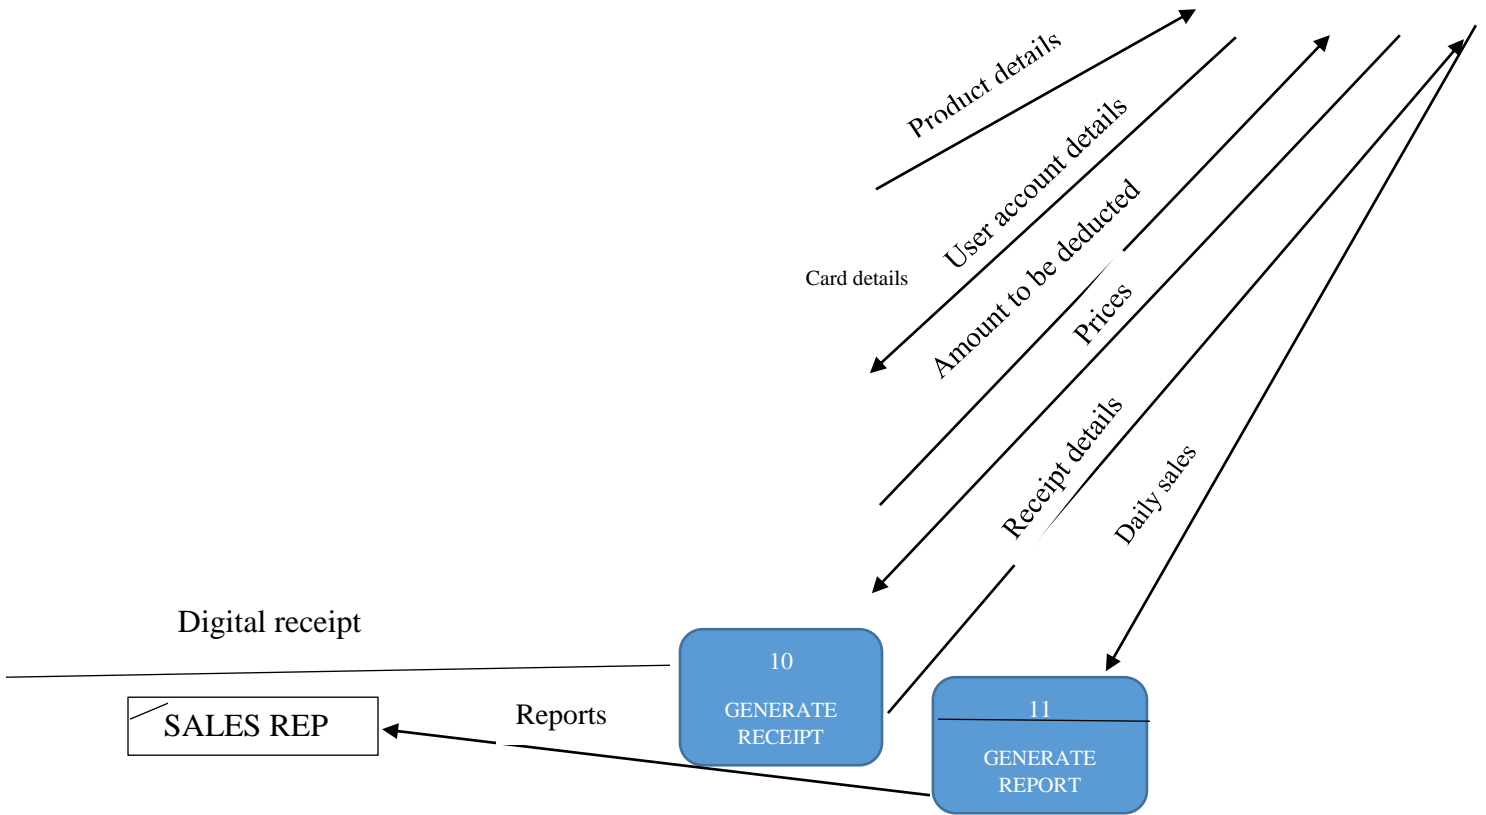 Product details
User account details
Card details
Amount to be deducted
Prices
Receipt details
Daily sales
Digital receipt
10
GENERATE
RECEIPT
SALES REP
Reports
11
GENERATE
REPORT